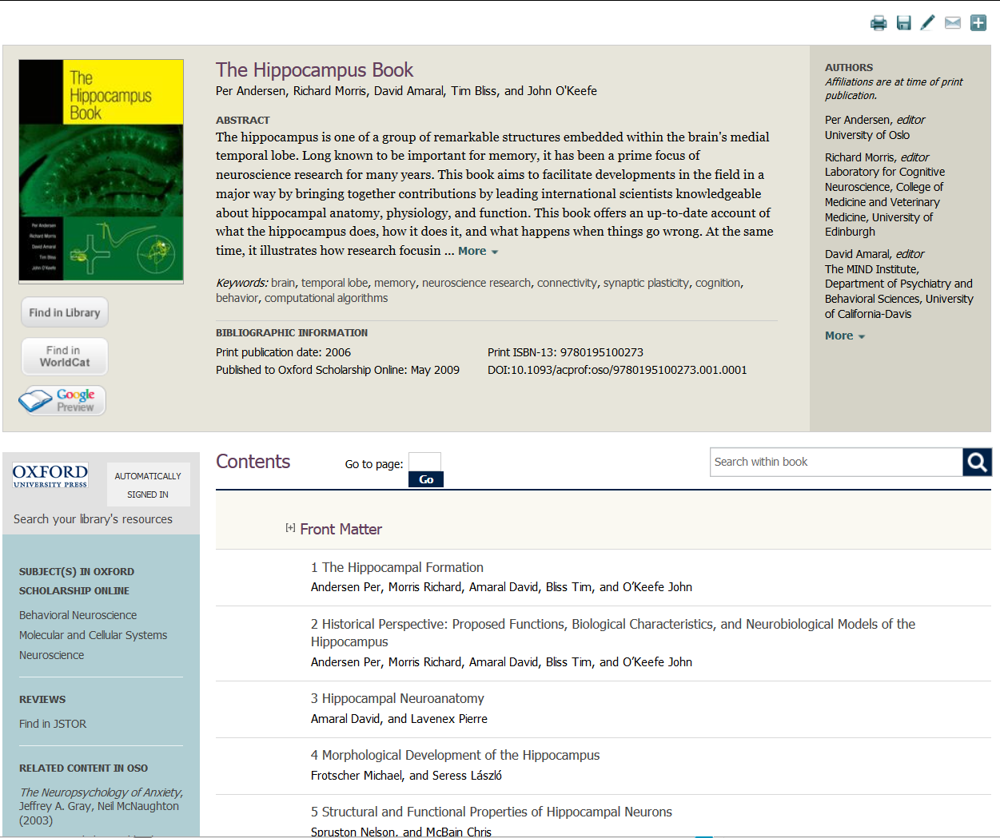 The
Hippocampus
Book
Per Andersen
Richard Morris
David Amaral
Tim Bliss
John O'Keefe
Find in Library
Find in
WorldCat
Google
Preview
The Hippocampus Book
Per Andersen, Richard Morris, David Amaral, Tim Bliss, and John O'Keefe
ABSTRACT
The hippocampus is one of a group of remarkable structures embedded within the brain's medial
temporal lobe. Long known to be important for memory, it has been a prime focus of
neuroscience research for many years. This book aims to facilitate developments in the field in a
major way by bringing together contributions by leading international scientists knowledgeable
about hippocampal anatomy, physiology, and function. This book offers an up-to-date account of
what the hippocampus does, how it does it, and what happens when things go wrong. At the same
time, it illustrates how research focusin ... More
Keywords: brain, temporal lobe, memory, neuroscience research, connectivity, synaptic plasticity, cognition,
behavior, computational algorithms
BIBLIOGRAPHIC INFORMATION
Print publication date: 2006
Print ISBN-13: 9780195100273
Published to Oxford Scholarship Online: May 2009
DOI:10.1093/acprof:oso/9780195100273.001.0001
AUTHORS
Affiliations are at time of print
publication.
Per Andersen, editor
University of Oslo
Richard Morris, editor
Laboratory for Cognitive
Neuroscience, College of
Medicine and Veterinary
Medicine, University of
Edinburgh
David Amaral, editor
The MIND Institute,
Department of Psychiatry and
Behavioral Sciences, University
of California-Davis
More
OXFORD
UNIVERSITY PRESS
AUTOMATICALLY
SIGNED IN
Search your library's resources
SUBJECT(S) IN OXFORD
SCHOLARSHIP ONLINE
Behavioral Neuroscience
Molecular and Cellular Systems
Neuroscience
REVIEWS
Find in JSTOR
RELATED CONTENT IN OSO
The Neuropsychology of Anxiety,
Jeffrey A. Gray, Neil McNaughton
(2003)
Contents
Go to page:
Go
Search within book
[+] Front Matter
1 The Hippocampal Formation
Andersen Per, Morris Richard, Amaral David, Bliss Tim, and O’Keefe John
2 Historical Perspective: Proposed Functions, Biological Characteristics, and Neurobiological Models of the
Hippocampus
Andersen Per, Morris Richard, Amaral David, Bliss Tim, and O’Keefe John
3 Hippocampal Neuroanatomy
Amaral David, and Lavenex Pierre
4 Morphological Development of the Hippocampus
Frotscher Michael, and Seress László
5 Structural and Functional Properties of Hippocampal Neurons
Spruston Nelson, and McBain Chris